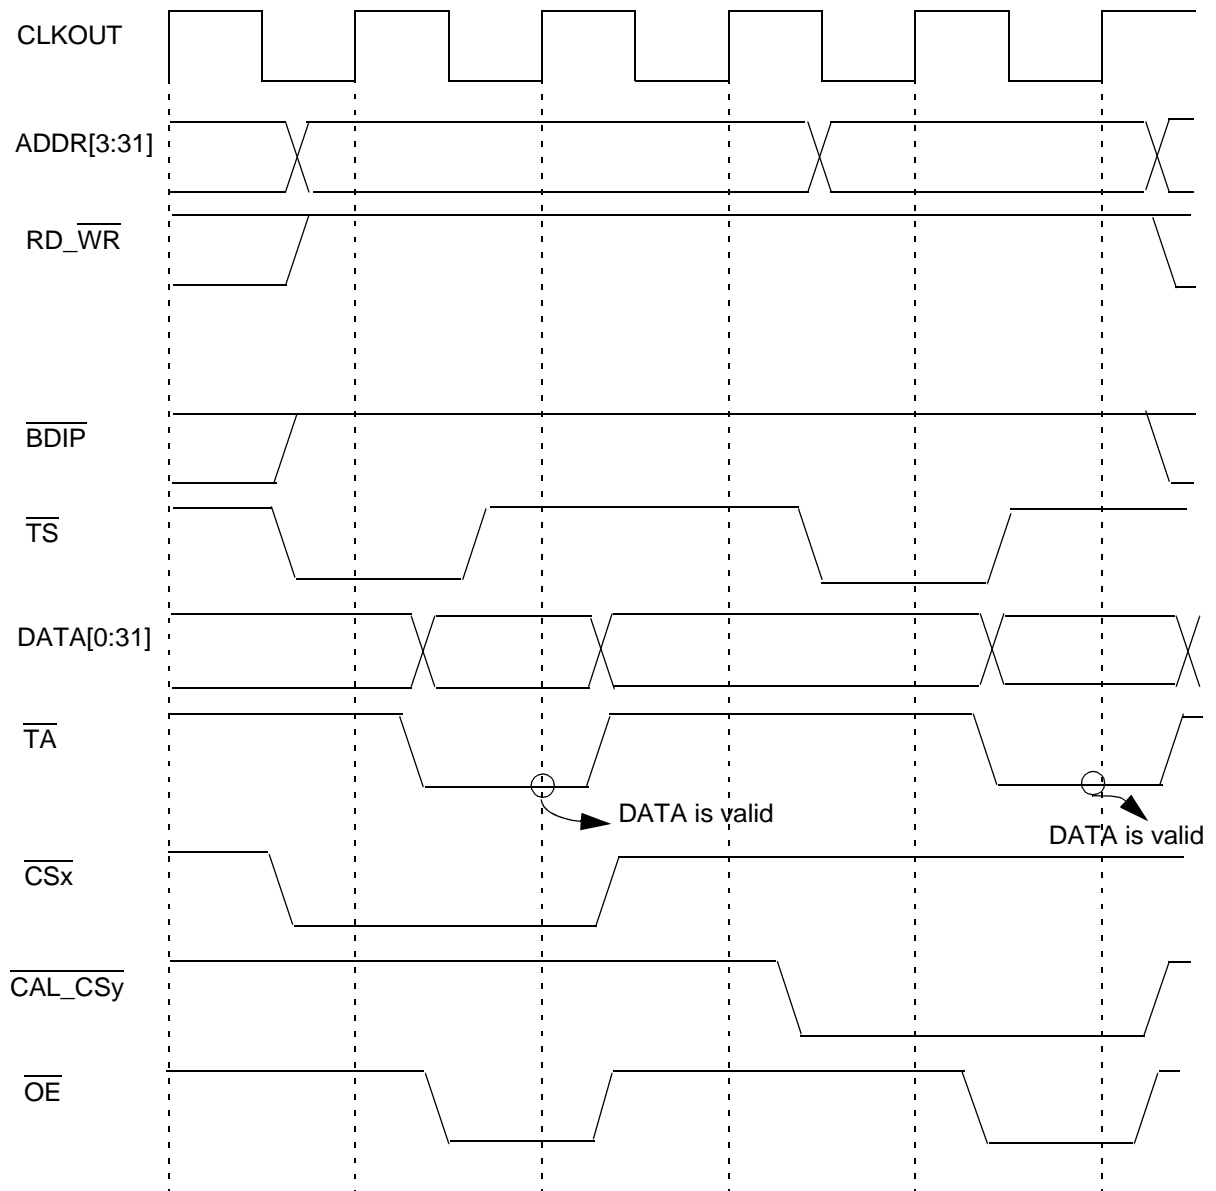 CLKOUT
ADDR[3:31]
RD_WR
BDIP
TS
DATA[0:31]
TA
DATA is valid
DATA is valid
CSx
CAL_CSy
OE